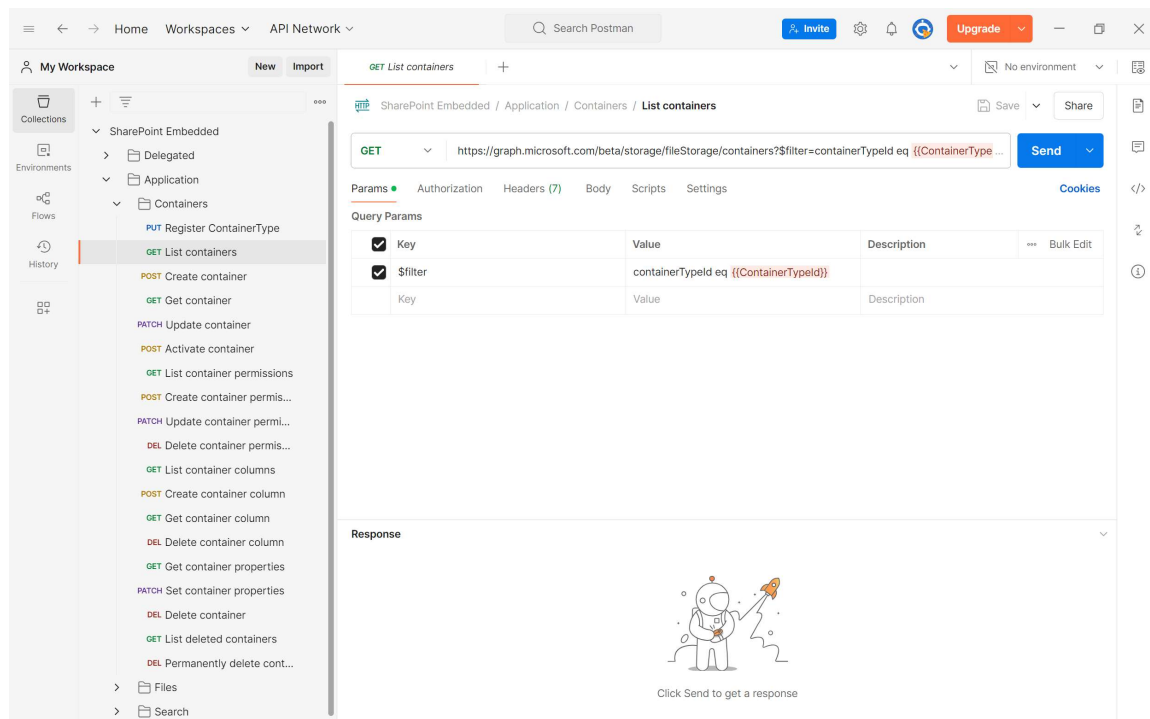 Home Workspaces API Network Search Postman Invite Upgrade
My Workspace New Import GET List containers No environment
Collections
Environments
Flows
History
SharePoint Embedded
Delegated
Application
Containers
PUT Register ContainerType
GET List containers
POST Create container
GET Get container
PATCH Update container
POST Activate container
GET List container permissions
POST Create container permis...
PATCH Update container permi...
DEL Delete container permis...
GET List container columns
POST Create container column
GET Get container column
DEL Delete container column
GET Get container properties
PATCH Set container properties
DEL Delete container
GET List deleted containers
DEL Permanently delete cont...
Files
Search
HTTP SharePoint Embedded / Application / Containers / List containers Save Share
GET https://graph.microsoft.com/beta/storage/fileStorage/containers?$filter=containerTypeId eq {{ContainerType ... Send
Params Authorization Headers (7) Body Scripts Settings Cookies
Query Params
Key Value Description Bulk Edit
$filter containerTypeId eq {{ContainerTypeId}}
Key Value Description
Response
Click Send to get a response